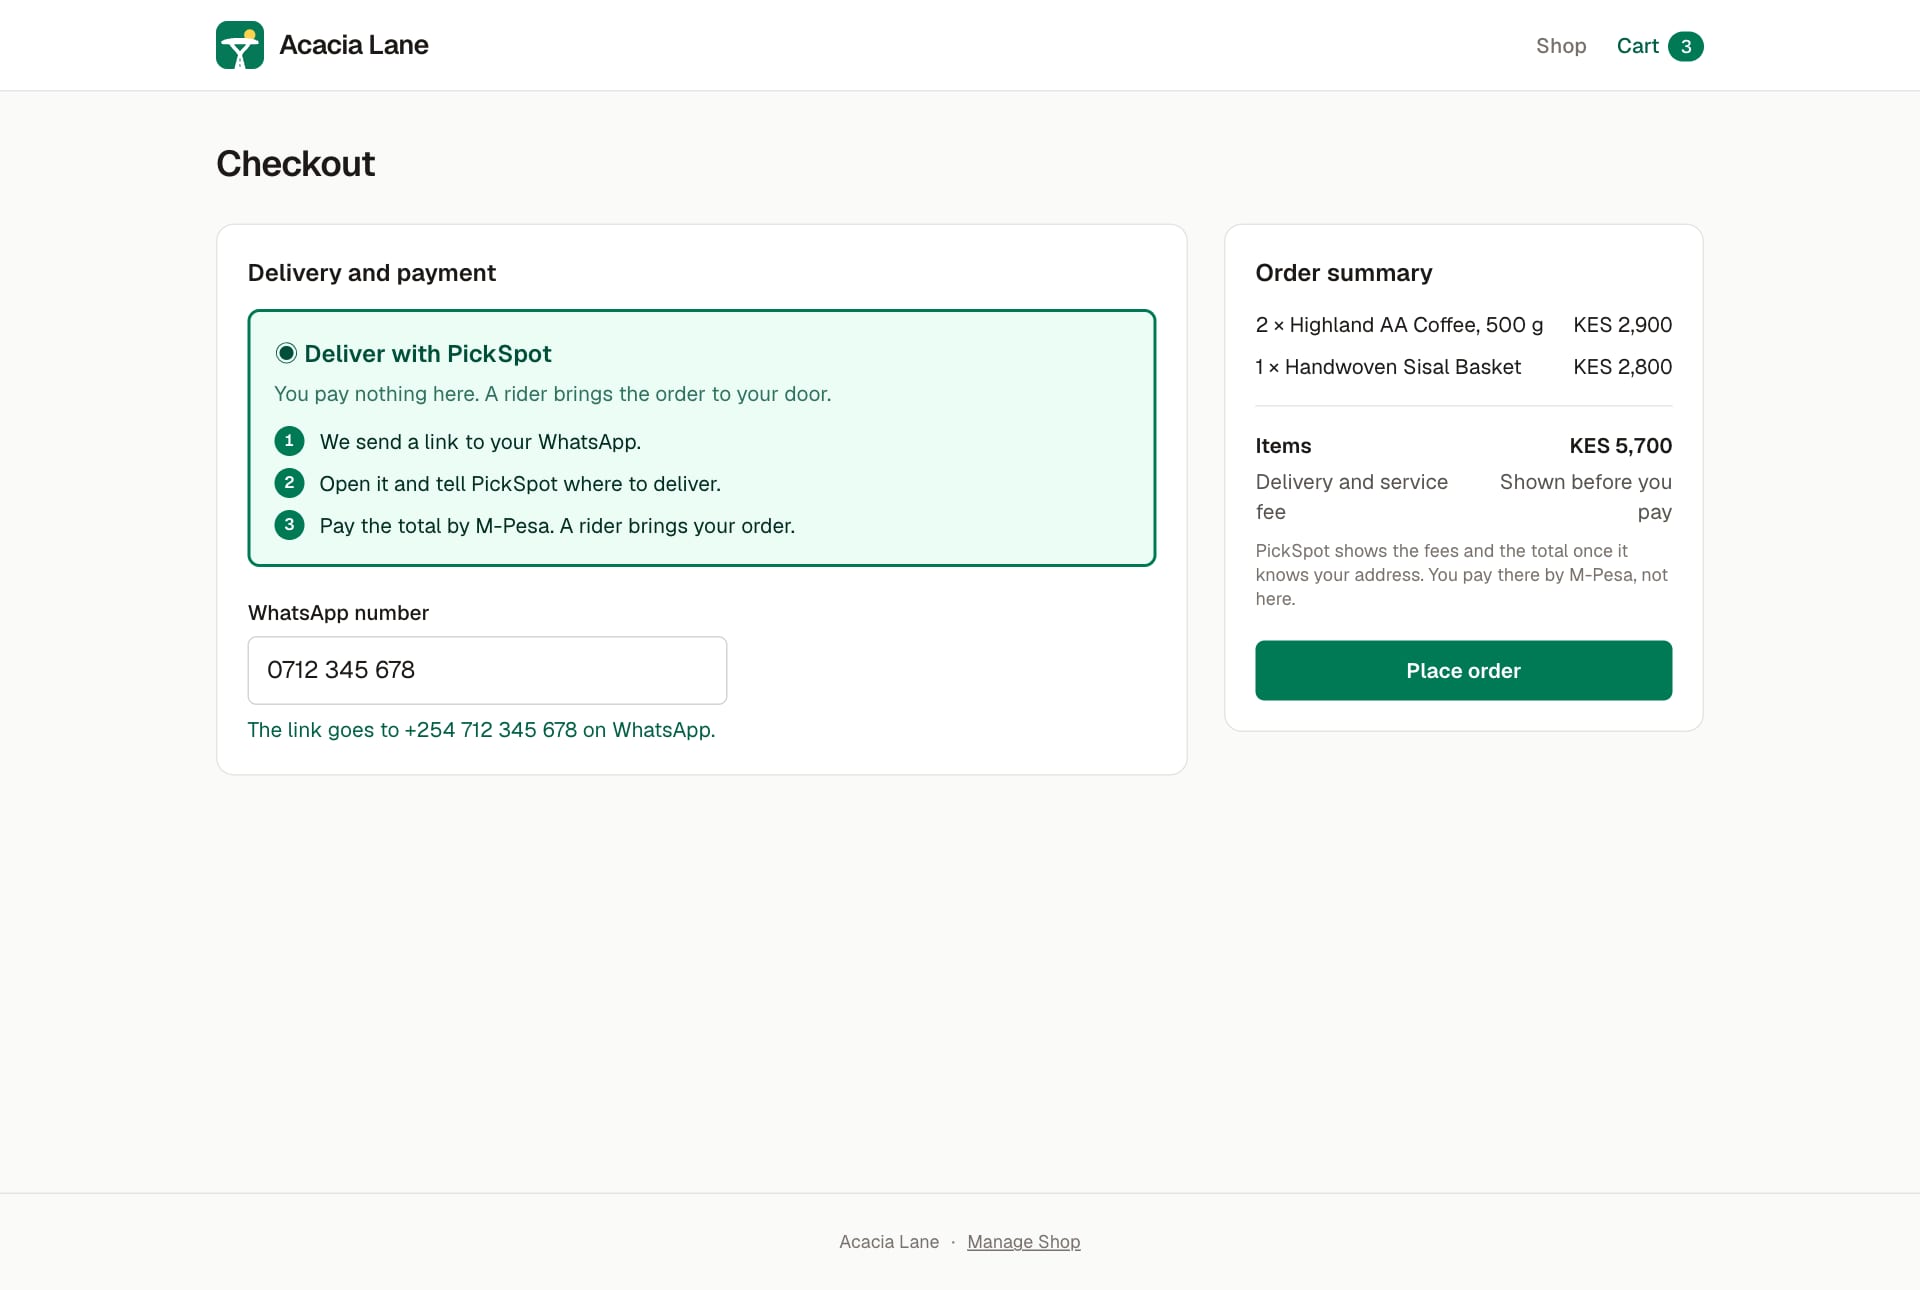 Acacia Lane
Shop
Cart 3
Checkout
Delivery and payment
Deliver with PickSpot
You pay nothing here. A rider brings the order to your door.
1 We send a link to your WhatsApp.
2 Open it and tell PickSpot where to deliver.
3 Pay the total by M-Pesa. A rider brings your order.
WhatsApp number
0712 345 678
The link goes to +254 712 345 678 on WhatsApp.
Order summary
2 × Highland AA Coffee, 500 g KES 2,900
1 × Handwoven Sisal Basket KES 2,800
Items KES 5,700
Delivery and service fee
Shown before you pay
PickSpot shows the fees and the total once it
knows your address. You pay there by M-Pesa, not
here.
Place order
Acacia Lane · Manage Shop